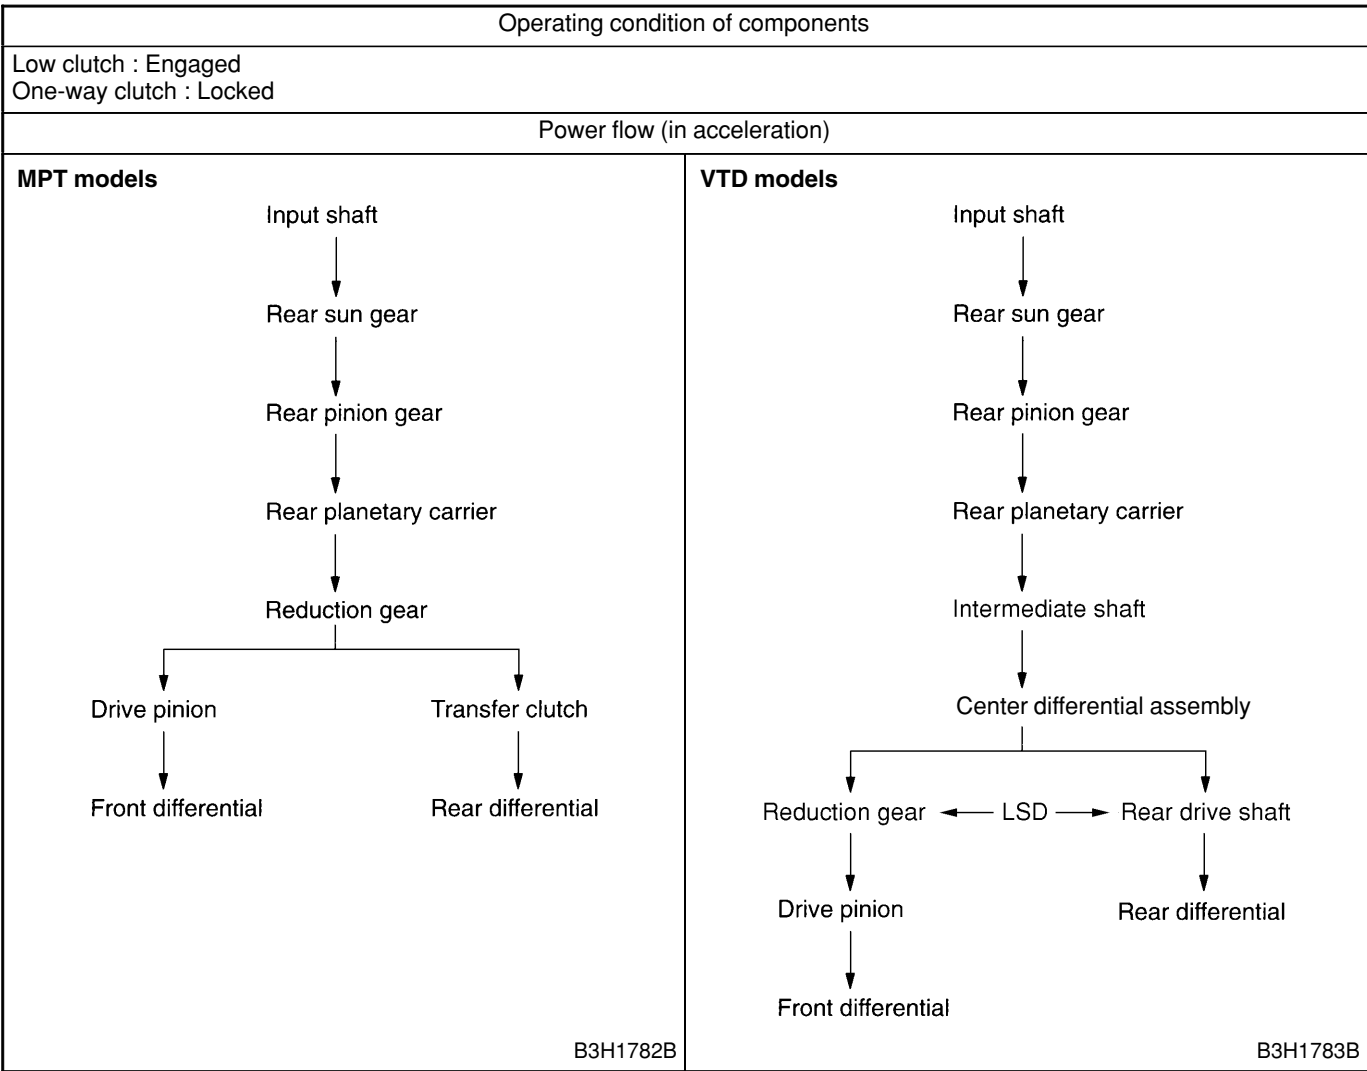 Operating condition of components
Low clutch : Engaged
One-way clutch : Locked
Power flow (in acceleration)
MPT models
Input shaft
Rear sun gear
Rear pinion gear
Rear planetary carrier
Reduction gear
Drive pinion
Transfer clutch
Front differential
Rear differential
B3H1782B
VTD models
Input shaft
Rear sun gear
Rear pinion gear
Rear planetary carrier
Intermediate shaft
Center differential assembly
Reduction gear
LSD
Rear drive shaft
Drive pinion
Rear differential
Front differential
B3H1783B